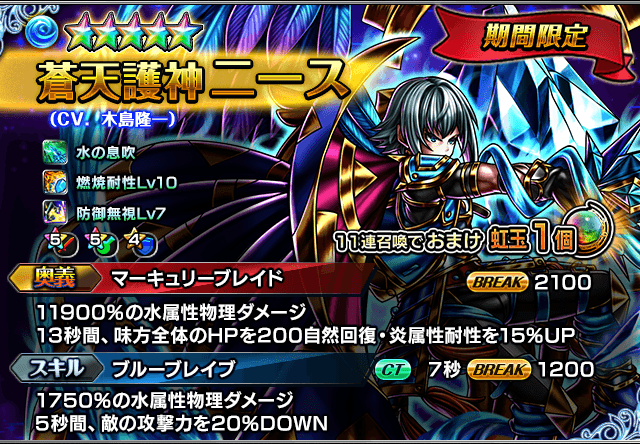 期間限定
蒼天護神 ニース
(CV. 木島隆一)
水の息吹
燃焼耐性Lv10
防御無視Lv7
5 5 4
11連召喚でおまけ 虹玉1個
奥義 マーキュリーブレイド BREAK 2100
11900%の水属性物理ダメージ
13秒間、味方全体のHPを200自然回復・炎属性耐性を15%UP
スキル ブルーブレイブ CT 7秒 BREAK 1200
1750%の水属性物理ダメージ
5秒間、敵の攻撃力を20%DOWN